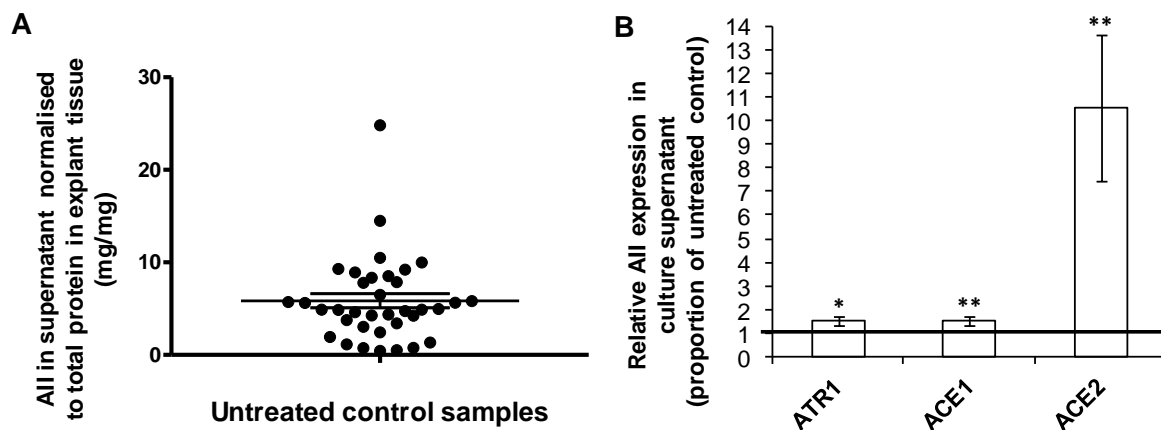 A
AII in supernatant normalised
to total protein in explant tissue
(mg/mg)
30
20
10
0
Untreated control samples
B
Relative AII expression in
culture supernatant
(proportion of untreated control)
14
13
12
11
10
9
8
7
6
5
4
3
2
1
0
*
**
**
ATR1
ACE1
ACE2